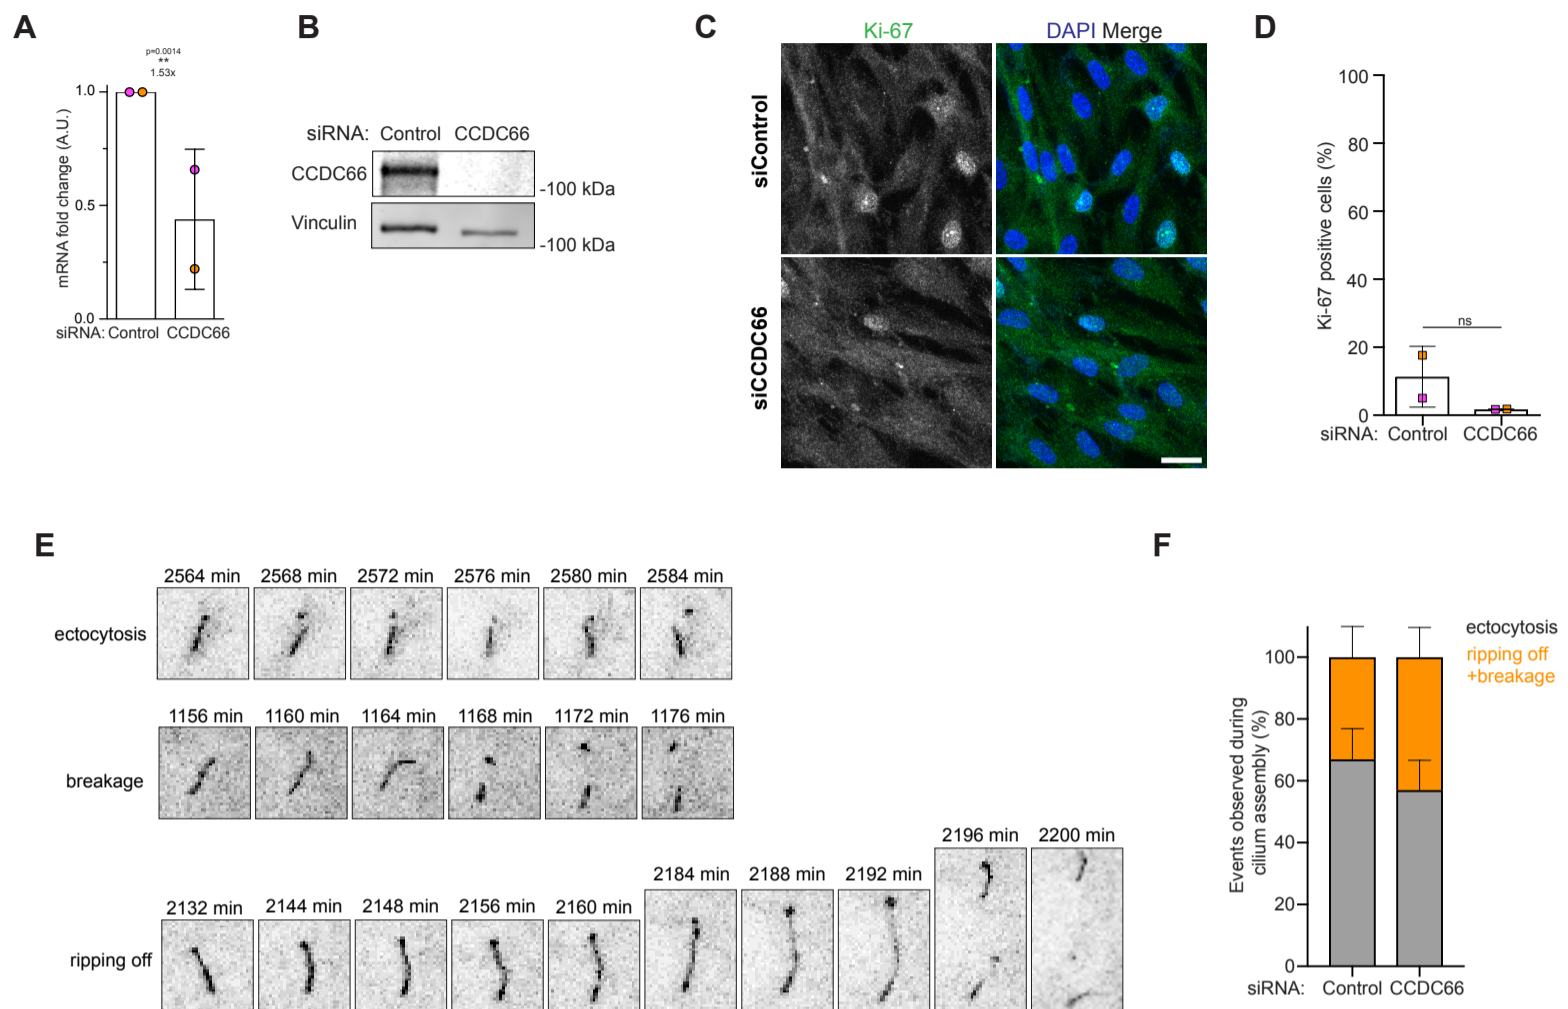 A
p=0.0014
**
1.53x
mRNA fold change (A.U.)
1.0
0.5
0.0
siRNA: Control CCDC66
B
siRNA: Control CCDC66
CCDC66
-100 kDa
Vinculin
-100 kDa
C
Ki-67
DAPI Merge
siControl
siCCDC66
D
Ki-67 positive cells (%)
100
80
60
40
20
0
ns
siRNA: Control CCDC66
E
2564 min 2568 min 2572 min 2576 min 2580 min 2584 min
ectocytosis
1156 min 1160 min 1164 min 1168 min 1172 min 1176 min
breakage
2132 min 2144 min 2148 min 2156 min 2160 min 2184 min 2188 min 2192 min 2196 min 2200 min
ripping off
F
Events observed during
cilium assembly (%)
100
80
60
40
20
0
ectocytosis
ripping off
+breakage
siRNA: Control CCDC66